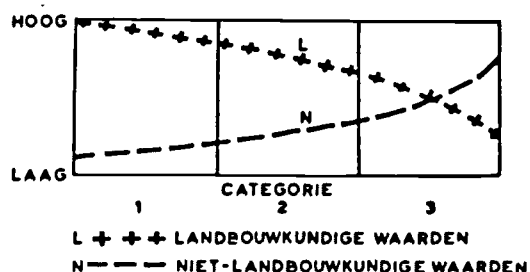 HOOG
L
N
LAAG
CATEGORIE
1 2 3
L + + + LANDBOUWKUNDIGE WAARDEN
N — — — NIET-LANDBOUWKUNDIGE WAARDEN